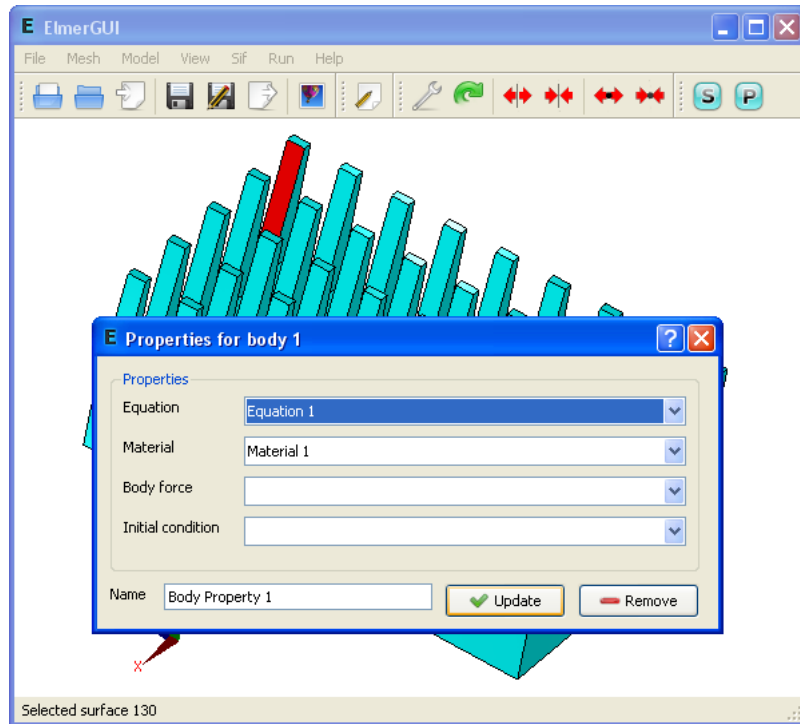 E ElmerGUI
File Mesh Model View Sif Run Help
S P
E Properties for body 1
Properties
Equation Equation 1
Material Material 1
Body force
Initial condition
Name Body Property 1 Update Remove
X
Selected surface 130